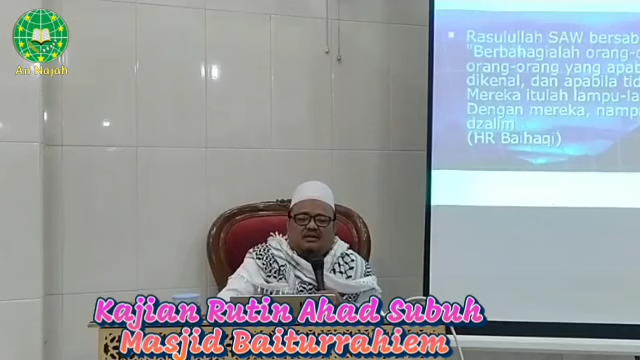 An Najah
Rasulullah SAW bersab
"Berbahagialah orang-o
orang-orang yang apab
dikenal, dan apabila tid
Mereka itulah lampu-la
Dengan mereka, nampa
dzalim
(HR Baihaqi)
Kajian Rutin Ahad Subuh
Masjid Baiturrahiem